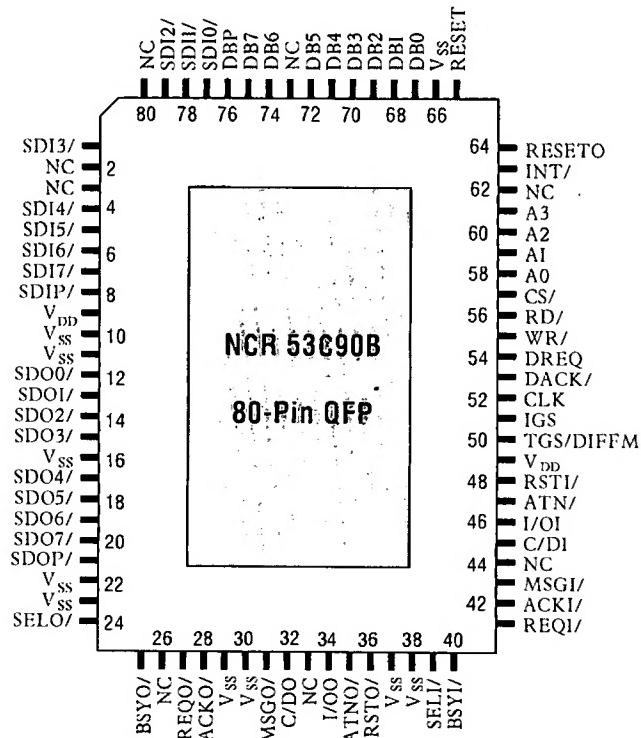 NC SDI2/ SDI1/ SDI0/ DBP DB7 DB6 NC DB5 DB4 DB3 DB2 DB1 DB0 VSS RESET
80 78 76 74 72 70 68 66
SDI3/
NC 2
NC
SDI4/ 4
SDI5/
SDI6/ 6
SDI7/
SDIP/ 8
VDD
VSS 10
VSS
SDO0/ 12
SDO1/
SDO2/ 14
SDO3/
VSS 16
SDO4/
SDO5/ 18
SDO6/
SDO7/ 20
SDOP/
VSS 22
VSS
SELO/ 24
NCR 53C90B
80-Pin QFP
64 RESETO
INT/
62 NC
A3
60 A2
A1
58 A0
CS/
56 RD/
WR/
54 DREQ
DACK/
52 CLK
IGS
50 TGS/DIFFM
VDD
48 RSTI/
ATN/
46 I/OI
C/DI
44 NC
MSGI/
42 ACKI/
REQI/
26 28 30 32 34 36 38 40
BSYO/ NC REQO/ ACKO/ VSS VSS MSGO/ C/DO NC I/OO ATNO/ RSTO/ VSS VSS SELI/ BSYI/